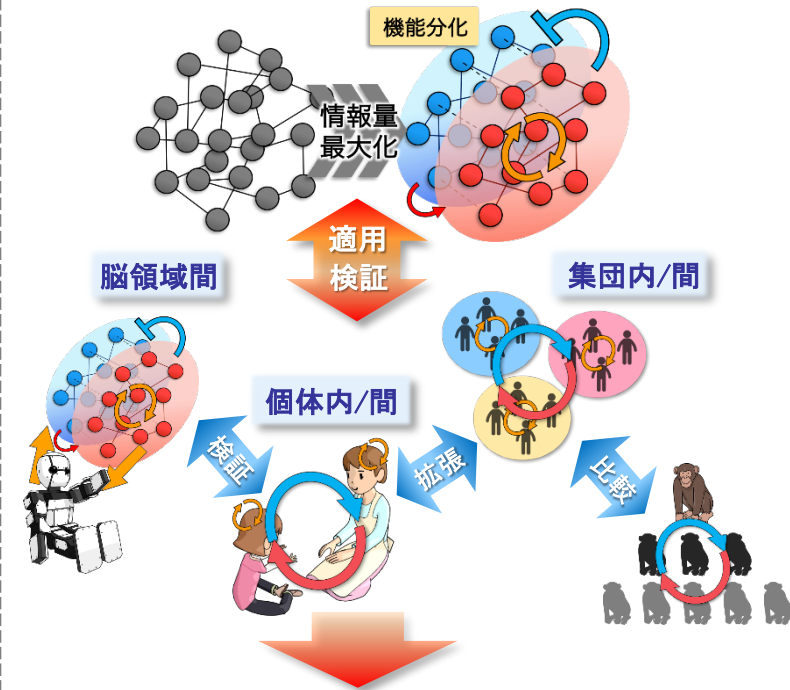 機能分化
情報量
最大化
適用
検証
脳領域間
集団内/間
個体内/間
検証
拡張
比較